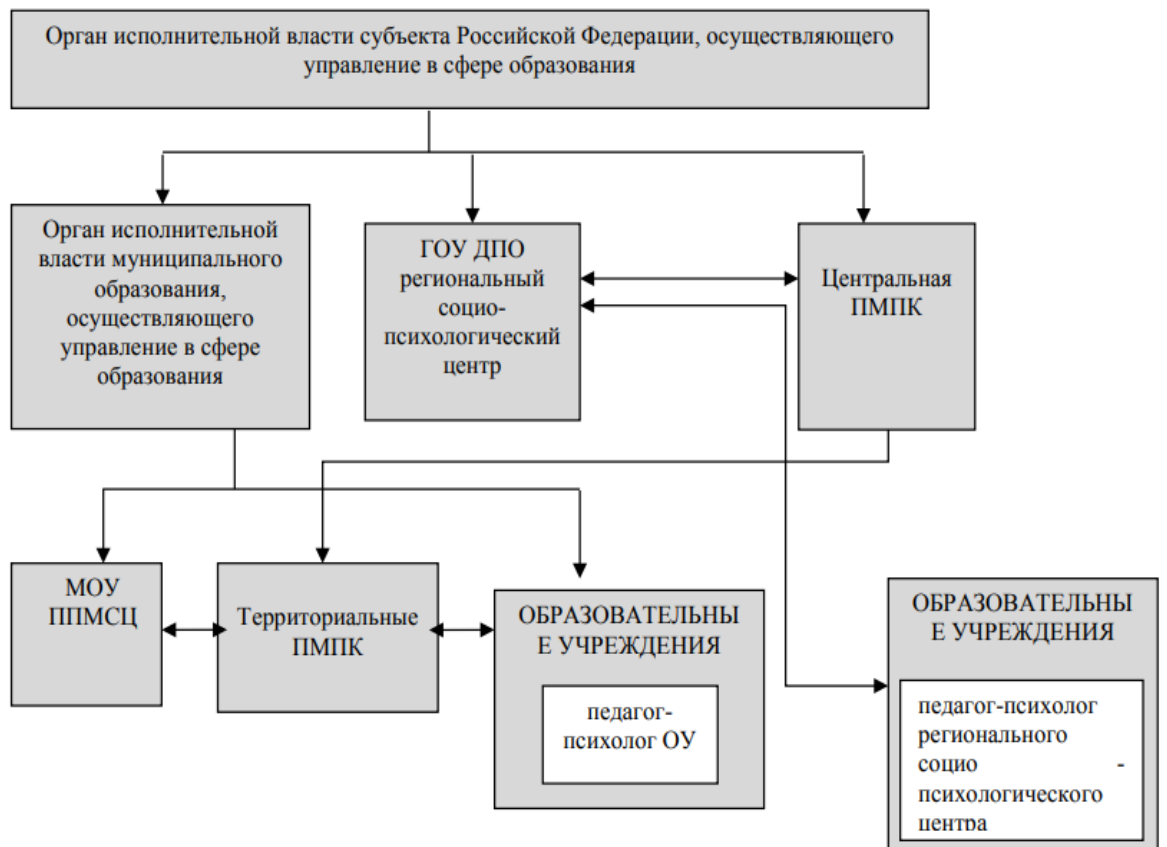 Орган исполнительной власти субъекта Российской Федерации, осуществляющего
управление в сфере образования
Орган исполнительной
власти муниципального
образования,
осуществляющего
управление в сфере
образования
ГОУ ДПО
региональный
социо-
психологический
центр
Центральная
ПМПК
МОУ
ППМСЦ
Территориальные
ПМПК
ОБРАЗОВАТЕЛЬНЫ
Е УЧРЕЖДЕНИЯ
педагог-
психолог ОУ
ОБРАЗОВАТЕЛЬНЫ
Е УЧРЕЖДЕНИЯ
педагог-психолог
регионального
социо -
психологического
центра